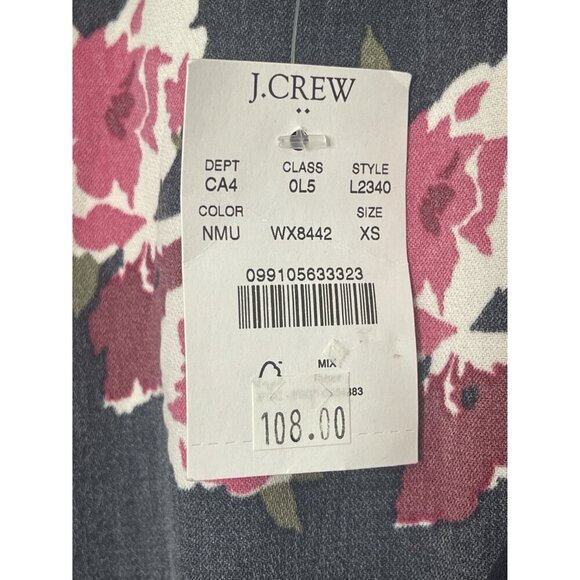 J.CREW
DEPT CLASS STYLE
CA4 0L5 L2340
COLOR SIZE
NMU WX8442 XS
099105633323
MIX
108.00